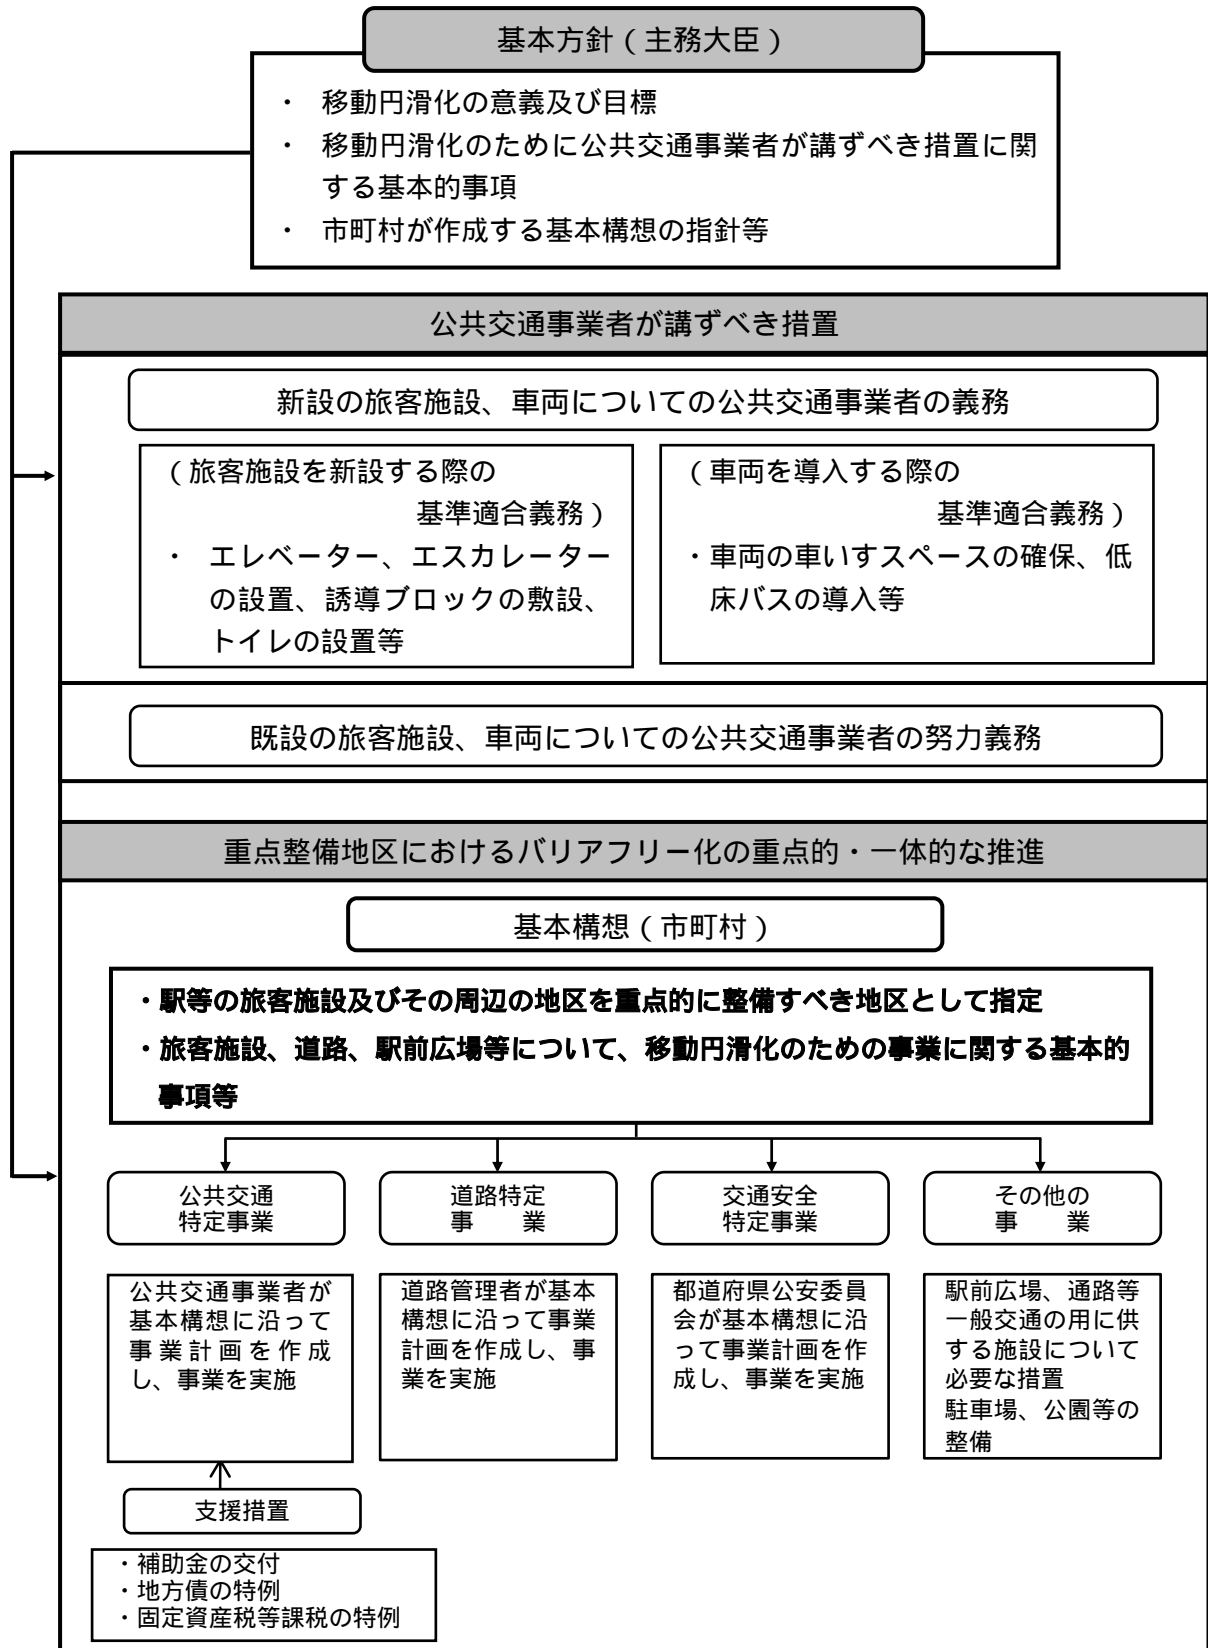 基本方針（主務大臣）
・ 移動円滑化の意義及び目標
・ 移動円滑化のために公共交通事業者が講ずべき措置に関
する基本的事項
・ 市町村が作成する基本構想の指針等
公共交通事業者が講ずべき措置
新設の旅客施設、車両についての公共交通事業者の義務
（旅客施設を新設する際の
基準適合義務）
・ エレベーター、エスカレーター
の設置、誘導ブロックの敷設、
トイレの設置等
（車両を導入する際の
基準適合義務）
・車両の車いすスペースの確保、低
床バスの導入等
既設の旅客施設、車両についての公共交通事業者の努力義務
重点整備地区におけるバリアフリー化の重点的・一体的な推進
基本構想（市町村）
・駅等の旅客施設及びその周辺の地区を重点的に整備すべき地区として指定
・旅客施設、道路、駅前広場等について、移動円滑化のための事業に関する基本的
事項等
公共交通
特定事業
道路特定
事　　業
交通安全
特定事業
その他の
事　　業
公共交通事業者が
基本構想に沿って
事業計画を作成
し、事業を実施
道路管理者が基本
構想に沿って事業
計画を作成し、事
業を実施
都道府県公安委員
会が基本構想に沿
って事業計画を作
成し、事業を実施
駅前広場、通路等
一般交通の用に供
する施設について
必要な措置
駐車場、公園等の
整備
支援措置
・補助金の交付
・地方債の特例
・固定資産税等課税の特例